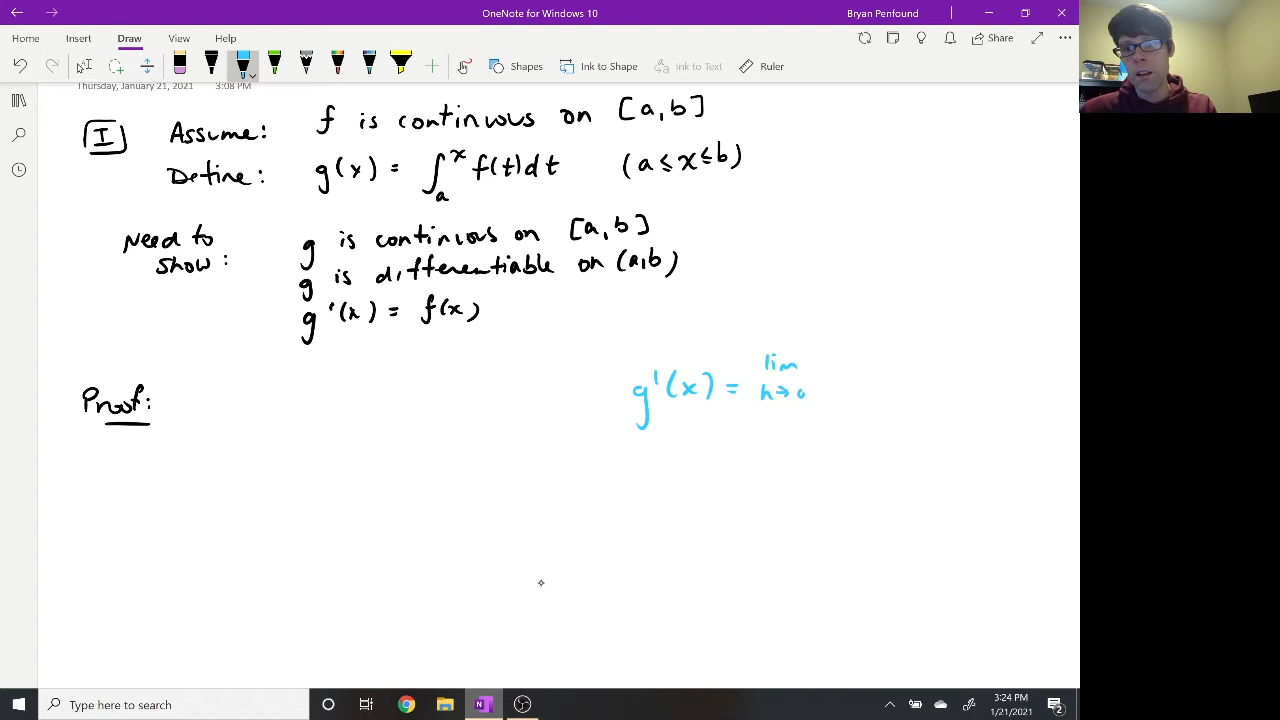 OneNote for Windows 10
Bryan Penfound
Home Insert Draw View Help
Share
Shapes Ink to Shape Ink to Text Ruler
Thursday, January 21, 2021 3:08 PM
I Assume: f is continuous on [a,b]
Define: g(x) = ∫_a^x f(t)dt (a≤x≤b)
Need to show: g is continuous on [a,b]
g is differentiable on (a,b)
g'(x) = f(x)
Proof:
g'(x) = lim h→0
Type here to search
3:24 PM
1/21/2021
2